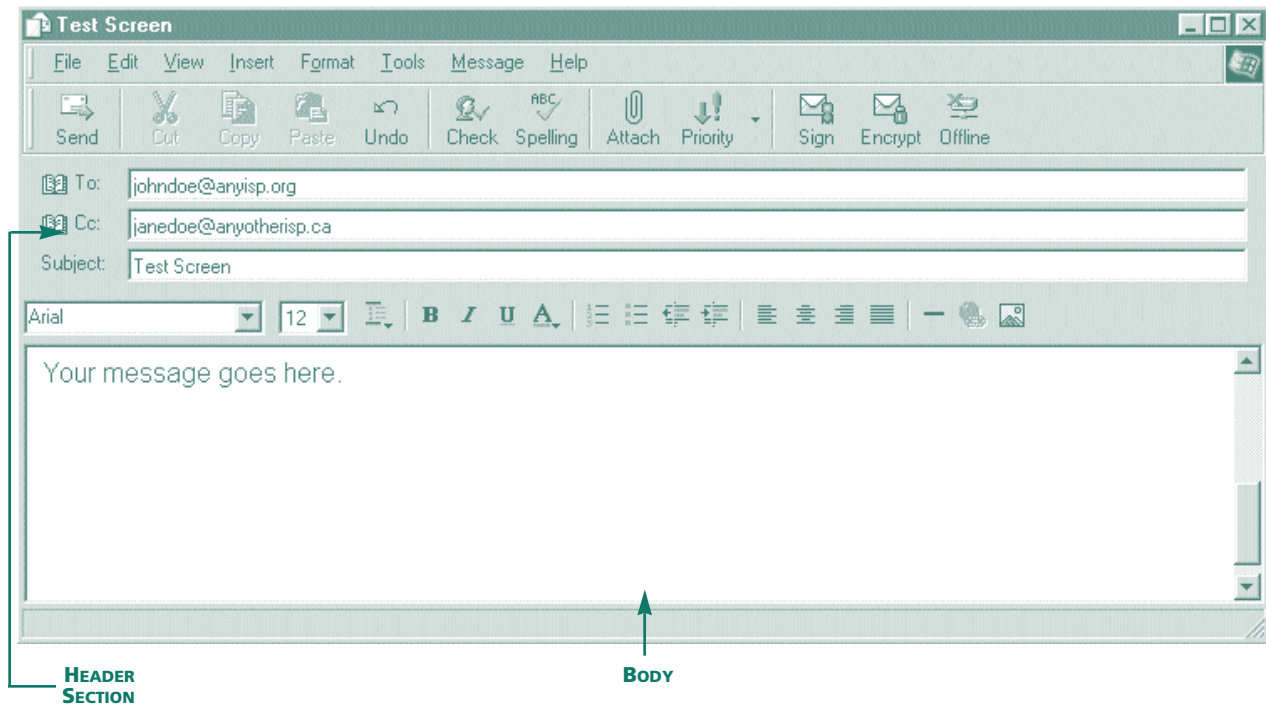 Test Screen
File Edit View Insert Format Tools Message Help
ABC
Send Cut Copy Paste Undo Check Spelling Attach Priority Sign Encrypt Offline
To: johndoe@anyisp.org
Cc: janedoe@anyotherisp.ca
Subject: Test Screen
Arial 12 B I U A
Your message goes here.
HEADER SECTION
BODY